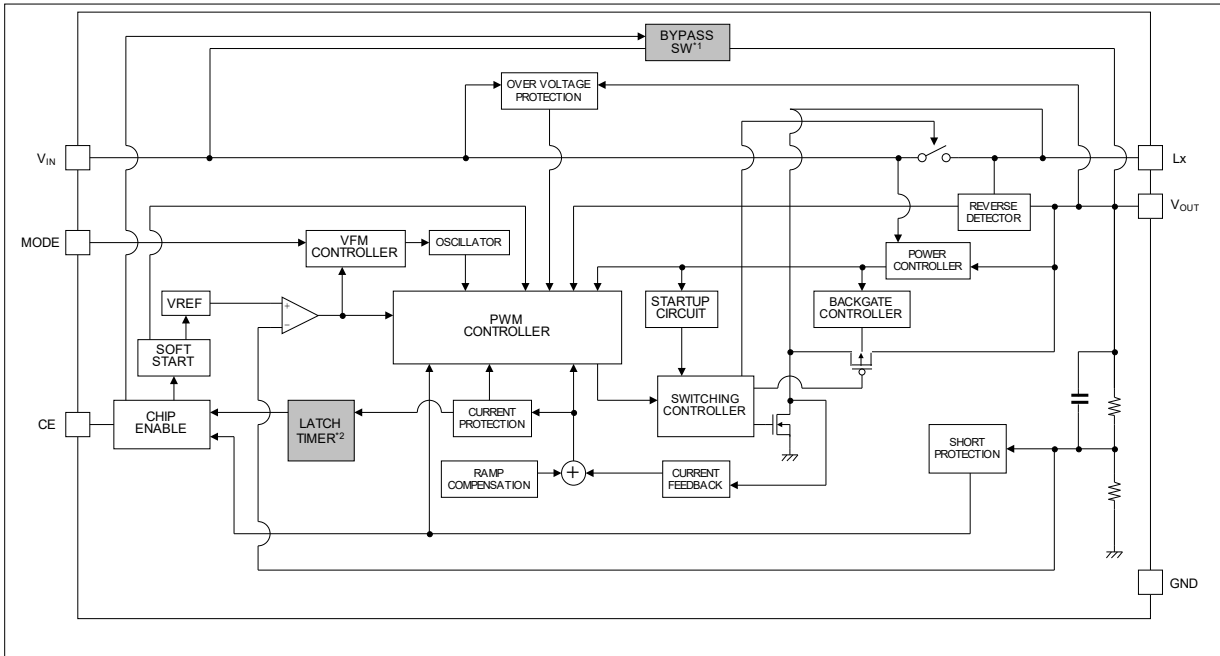 BYPASS
SW*1
OVER VOLTAGE
PROTECTION
VIN
Lx
REVERSE
DETECTOR
VOUT
MODE
VFM
CONTROLLER
OSCILLATOR
POWER
CONTROLLER
VREF
+
−
PWM
CONTROLLER
STARTUP
CIRCUIT
BACKGATE
CONTROLLER
SOFT
START
SWITCHING
CONTROLLER
CE
CHIP
ENABLE
LATCH
TIMER*2
CURRENT
PROTECTION
SHORT
PROTECTION
RAMP
COMPENSATION
+
CURRENT
FEEDBACK
GND